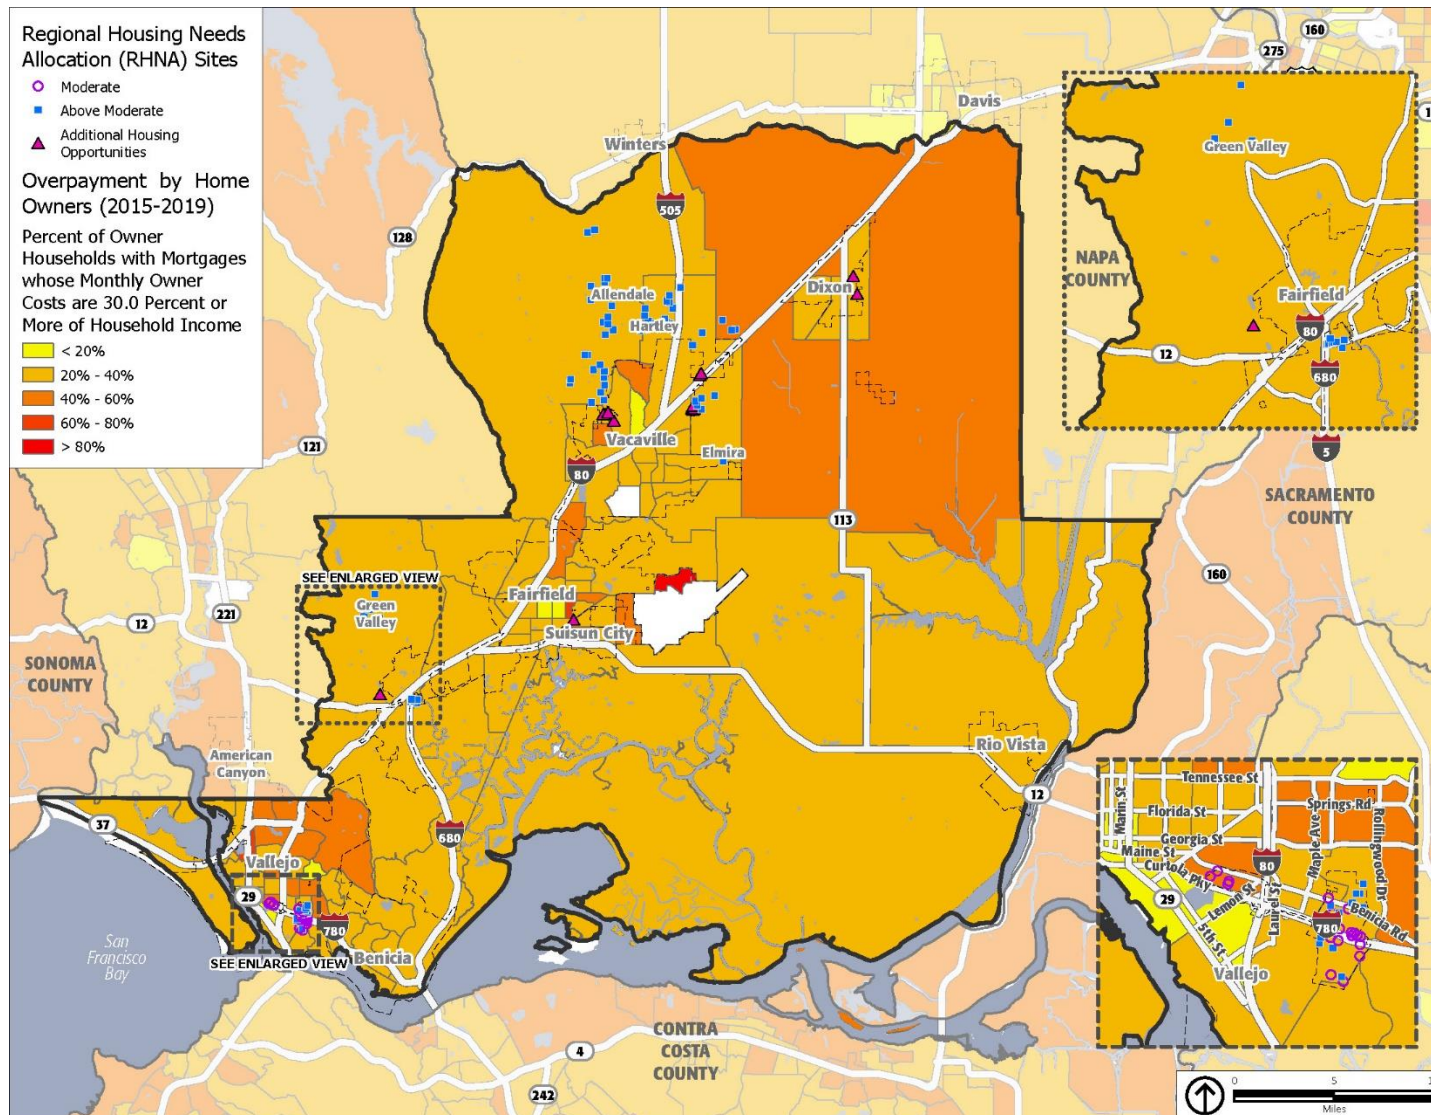 Regional Housing Needs
Allocation (RHNA) Sites
Moderate
Above Moderate
Additional Housing
Opportunities
Overpayment by Home
Owners (2015-2019)
Percent of Owner
Households with Mortgages
whose Monthly Owner
Costs are 30.0 Percent or
More of Household Income
< 20%
20% - 40%
40% - 60%
60% - 80%
> 80%
160
275
Davis
Winters
505
128
Allendale
Hartley
Dixon
Vacaville
Elmira
80
121
113
SEE ENLARGED VIEW
Green
Valley
Fairfield
Suisun City
221
12
SONOMA
COUNTY
American
Canyon
37
Vallejo
29
680
780
SEE ENLARGED VIEW
Benicia
San
Francisco
Bay
Rio Vista
12
160
5
SACRAMENTO
COUNTY
CONTRA
COSTA
COUNTY
4
242
Green Valley
NAPA
COUNTY
Fairfield
80
12
680
Tennessee St
Marin St
Florida St
Springs Rd
Georgia St
Maple Ave
Rollingwood Dr
Maine St
80
Curtola PKY
Lemon St
Laurel St
29
5th St
Benicia Rd
780
Vallejo
0
5
Miles